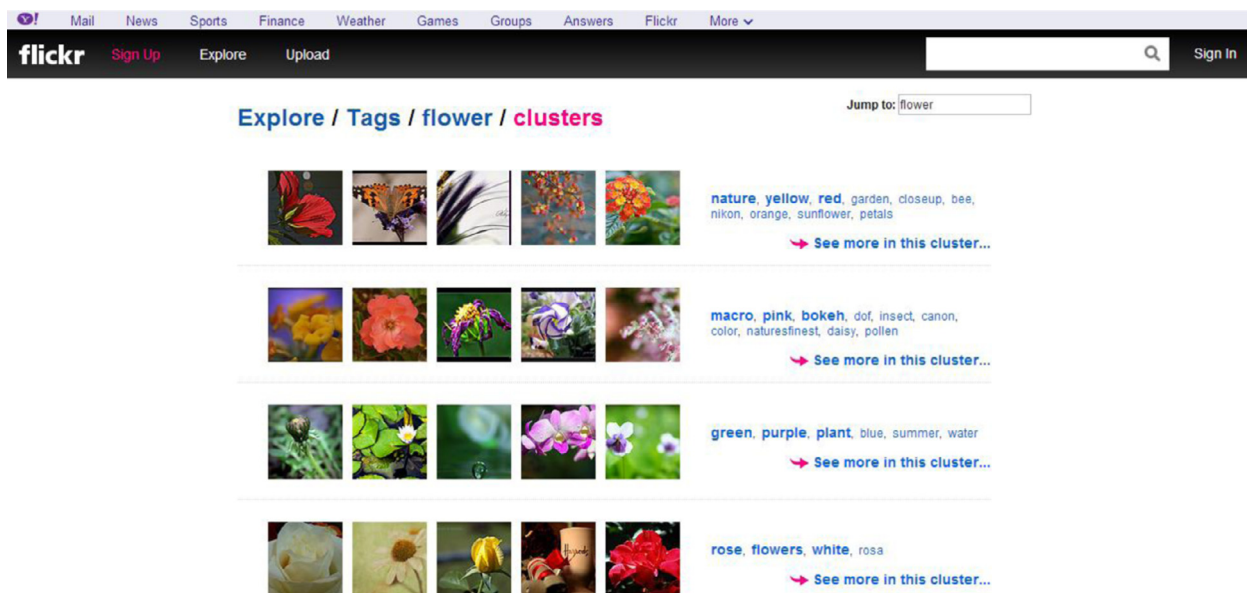 Y! Mail News Sports Finance Weather Games Groups Answers Flickr More
flickr Sign Up Explore Upload Sign In
Jump to: flower
Explore / Tags / flower / clusters
nature, yellow, red, garden, closeup, bee,
nikon, orange, sunflower, petals
See more in this cluster...
macro, pink, bokeh, dof, insect, canon,
color, naturesfinest, daisy, pollen
See more in this cluster...
green, purple, plant, blue, summer, water
See more in this cluster...
Harrods
rose, flowers, white, rosa
See more in this cluster...